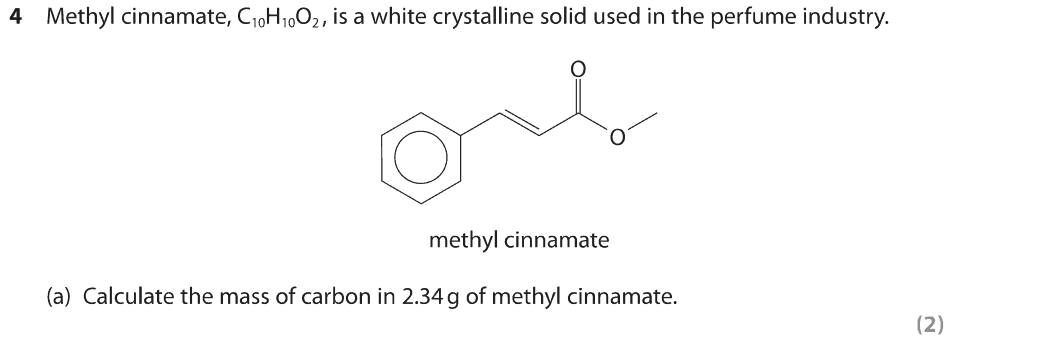 4 Methyl cinnamate, C₁₀H₁₀O₂, is a white crystalline solid used in the perfume industry.
O
O
methyl cinnamate
(a) Calculate the mass of carbon in 2.34 g of methyl cinnamate.
(2)